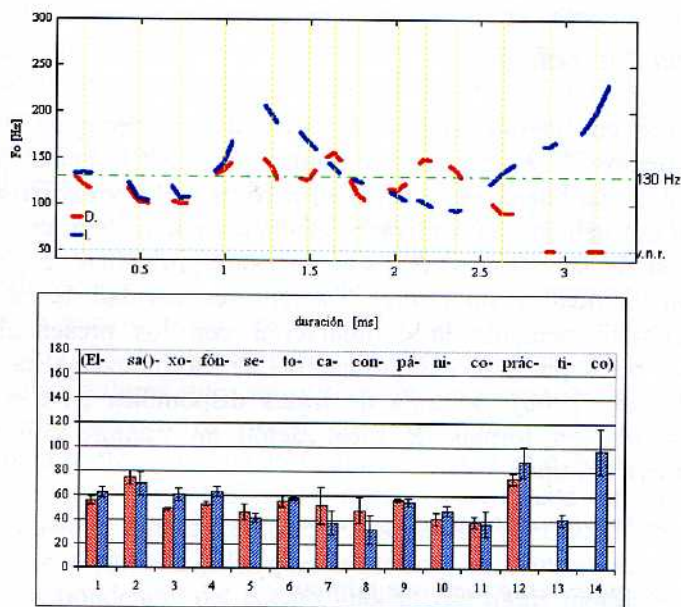 300
250
200
150
100
50
Fo [Hz]
130 Hz
v.n.r.
D.
I.
0.5 1 1.5 2 2.5 3
duración [ms]
180
160
140
120
100
80
60
40
20
0
(El- sa()- xo- fón- se- to- ca- con- pá- ni- co- prác- ti- co)
1 2 3 4 5 6 7 8 9 10 11 12 13 14